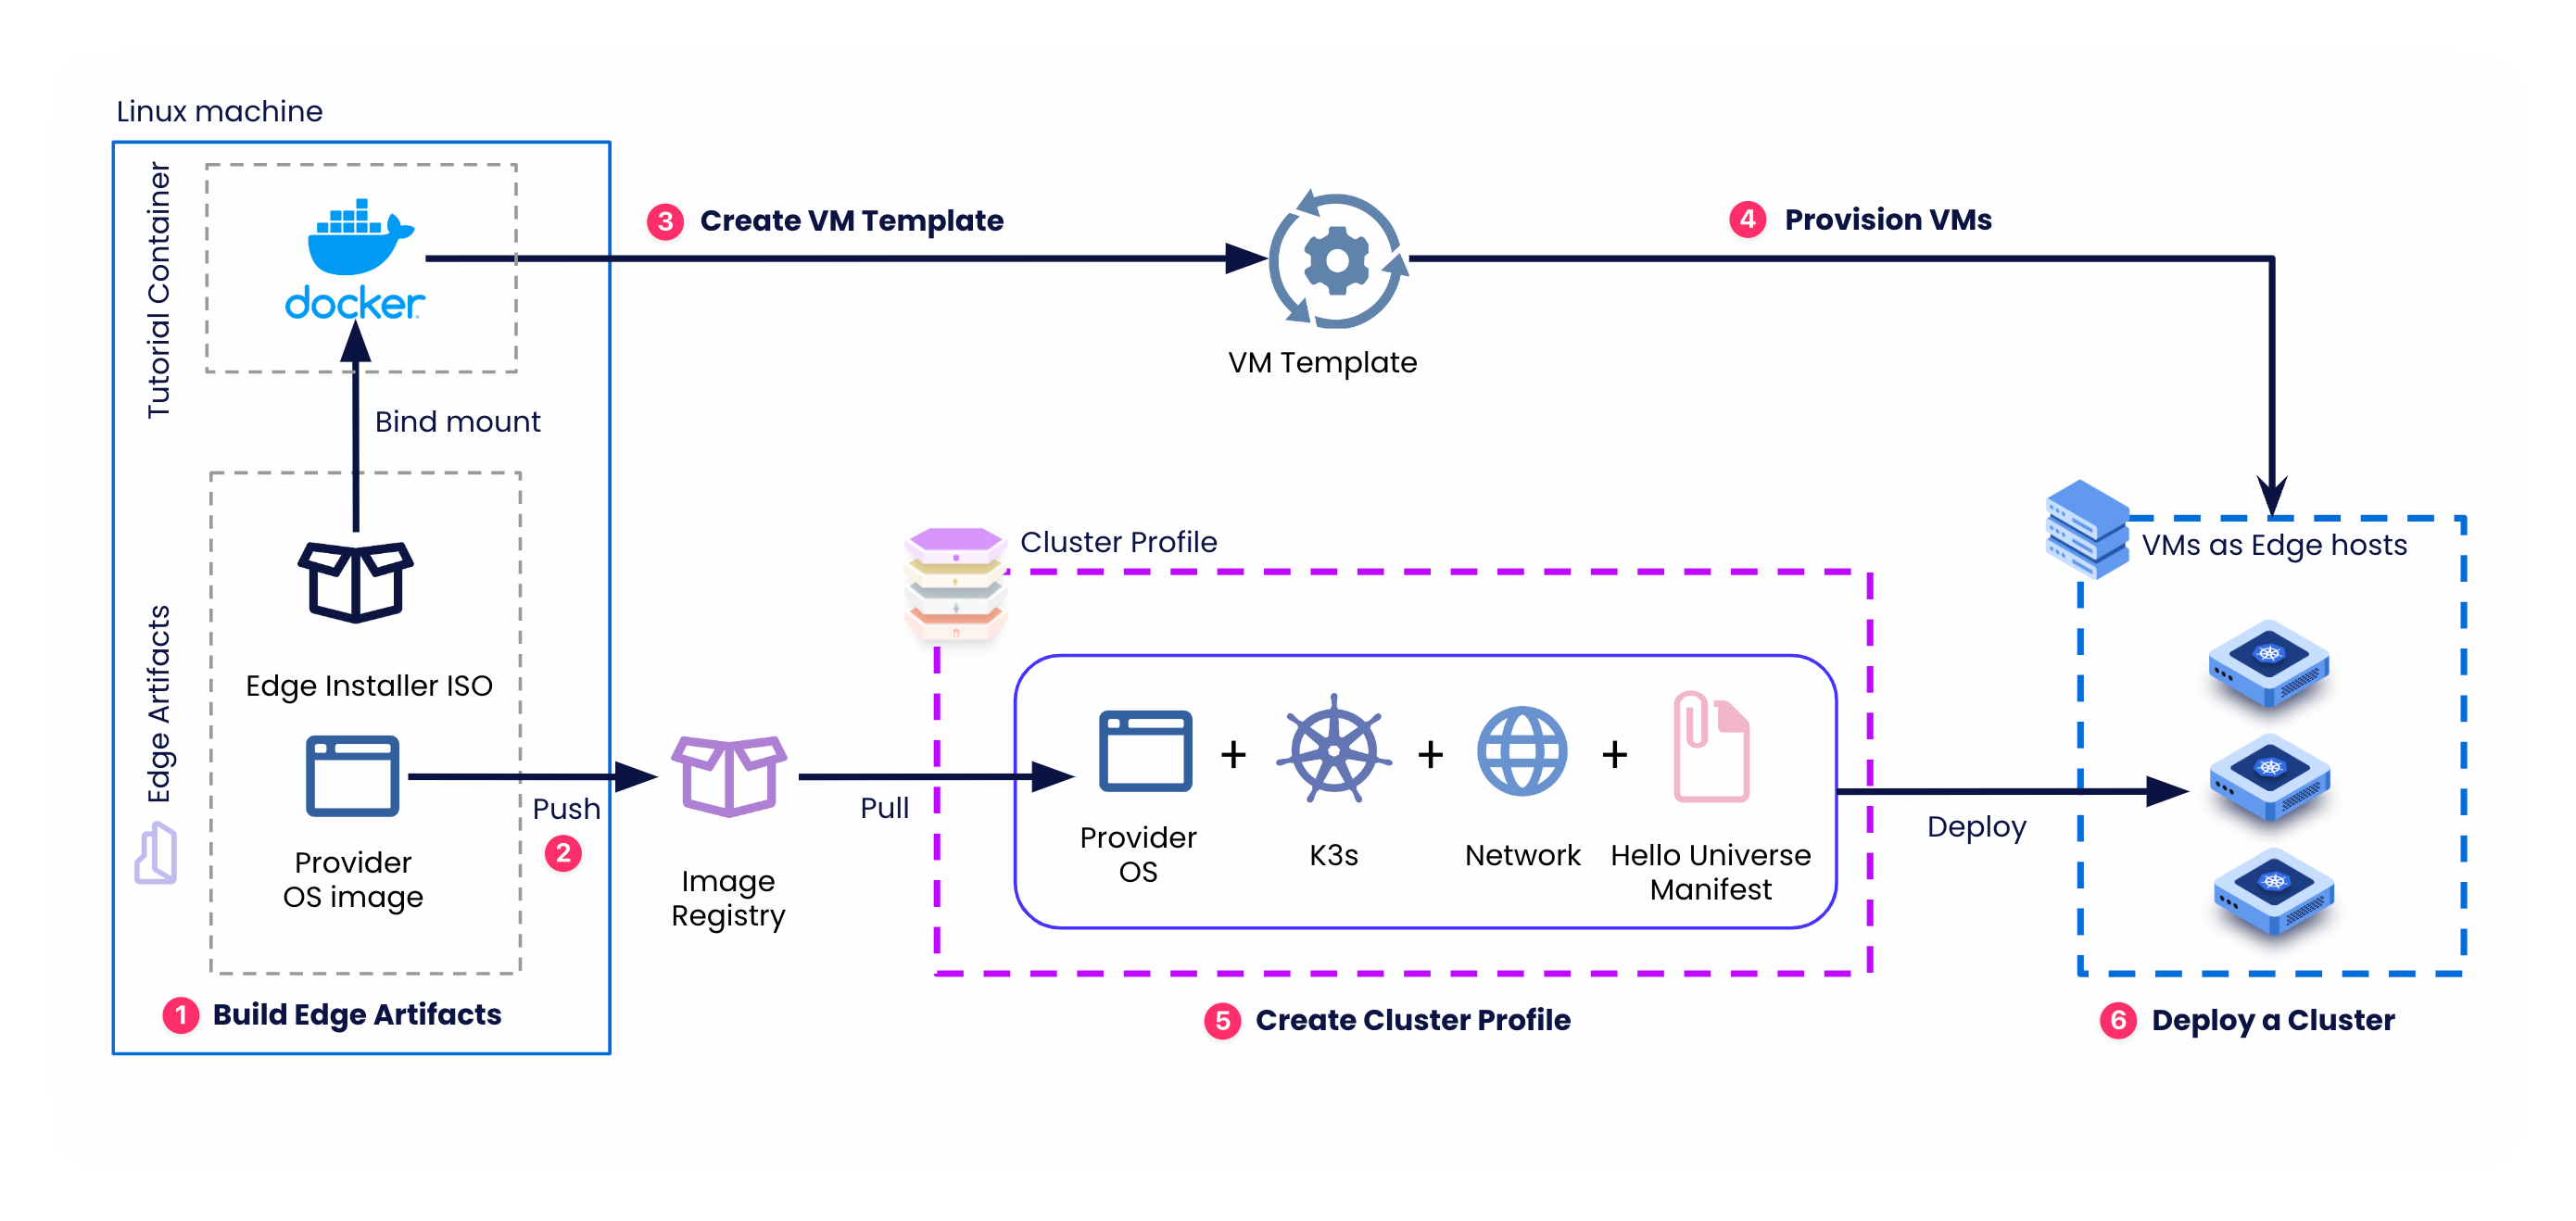 Linux machine
Tutorial Container
docker
Bind mount
Edge Artifacts
Edge Installer ISO
Provider
OS image
1 Build Edge Artifacts
Push
2
Image
Registry
Pull
3 Create VM Template
VM Template
4 Provision VMs
Cluster Profile
Provider
OS
+
K3s
+
Network
+
Hello Universe
Manifest
5 Create Cluster Profile
Deploy
VMs as Edge hosts
6 Deploy a Cluster